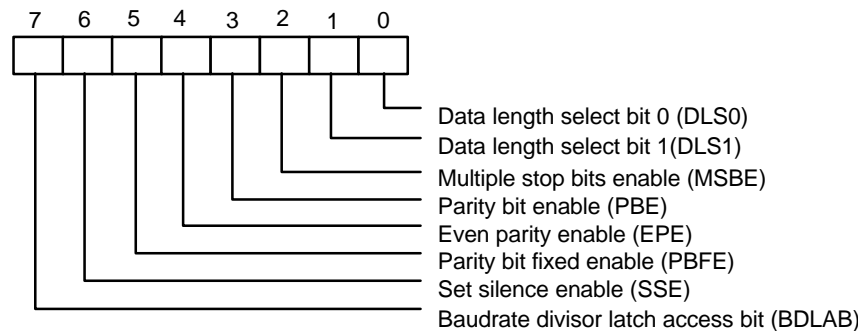 7 6 5 4 3 2 1 0
Data length select bit 0 (DLS0)
Data length select bit 1(DLS1)
Multiple stop bits enable (MSBE)
Parity bit enable (PBE)
Even parity enable (EPE)
Parity bit fixed enable (PBFE)
Set silence enable (SSE)
Baudrate divisor latch access bit (BDLAB)